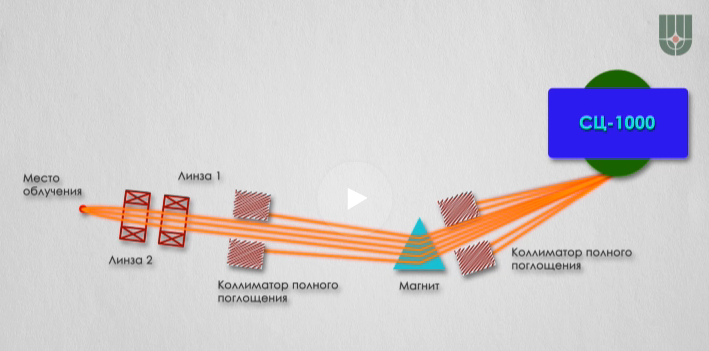 СЦ-1000
Место
облучения
Линза 1
Линза 2
Коллиматор полного
поглощения
Магнит
Коллиматор полного
поглощения